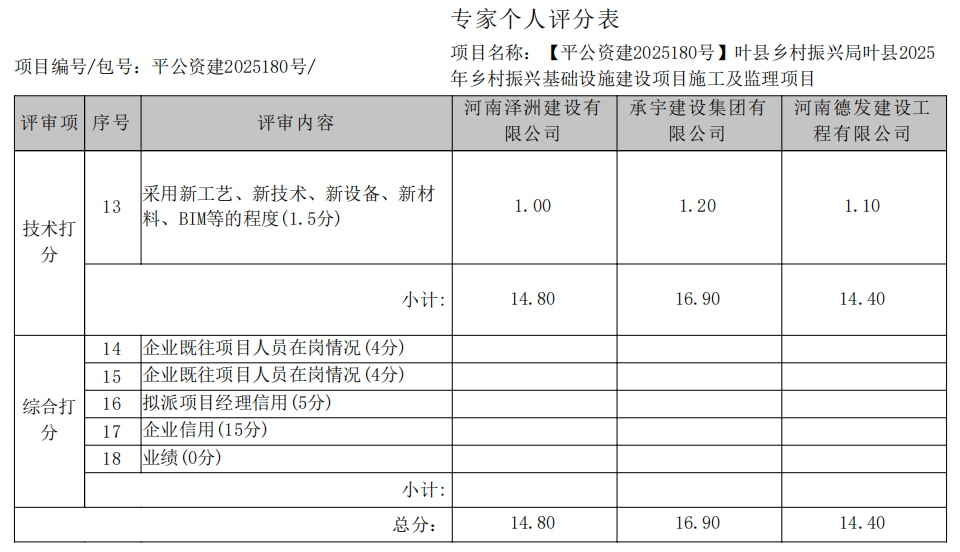 专家个人评分表
项目编号/包号: 平公资建2025180号/
项目名称: 【平公资建2025180号】叶县乡村振兴局叶县2025
年乡村振兴基础设施建设项目施工及监理项目
评审项 序号 评审内容 河南泽洲建设有限公司 承宇建设集团有限公司 河南德发建设工程有限公司
技术打分
13 采用新工艺、新技术、新设备、新材
料、BIM等的程度(1.5分) 1.00 1.20 1.10
小计: 14.80 16.90 14.40
综合打分
14 企业既往项目人员在岗情况(4分)
15 企业既往项目人员在岗情况(4分)
16 拟派项目经理信用(5分)
17 企业信用(15分)
18 业绩(0分)
小计:
总分: 14.80 16.90 14.40